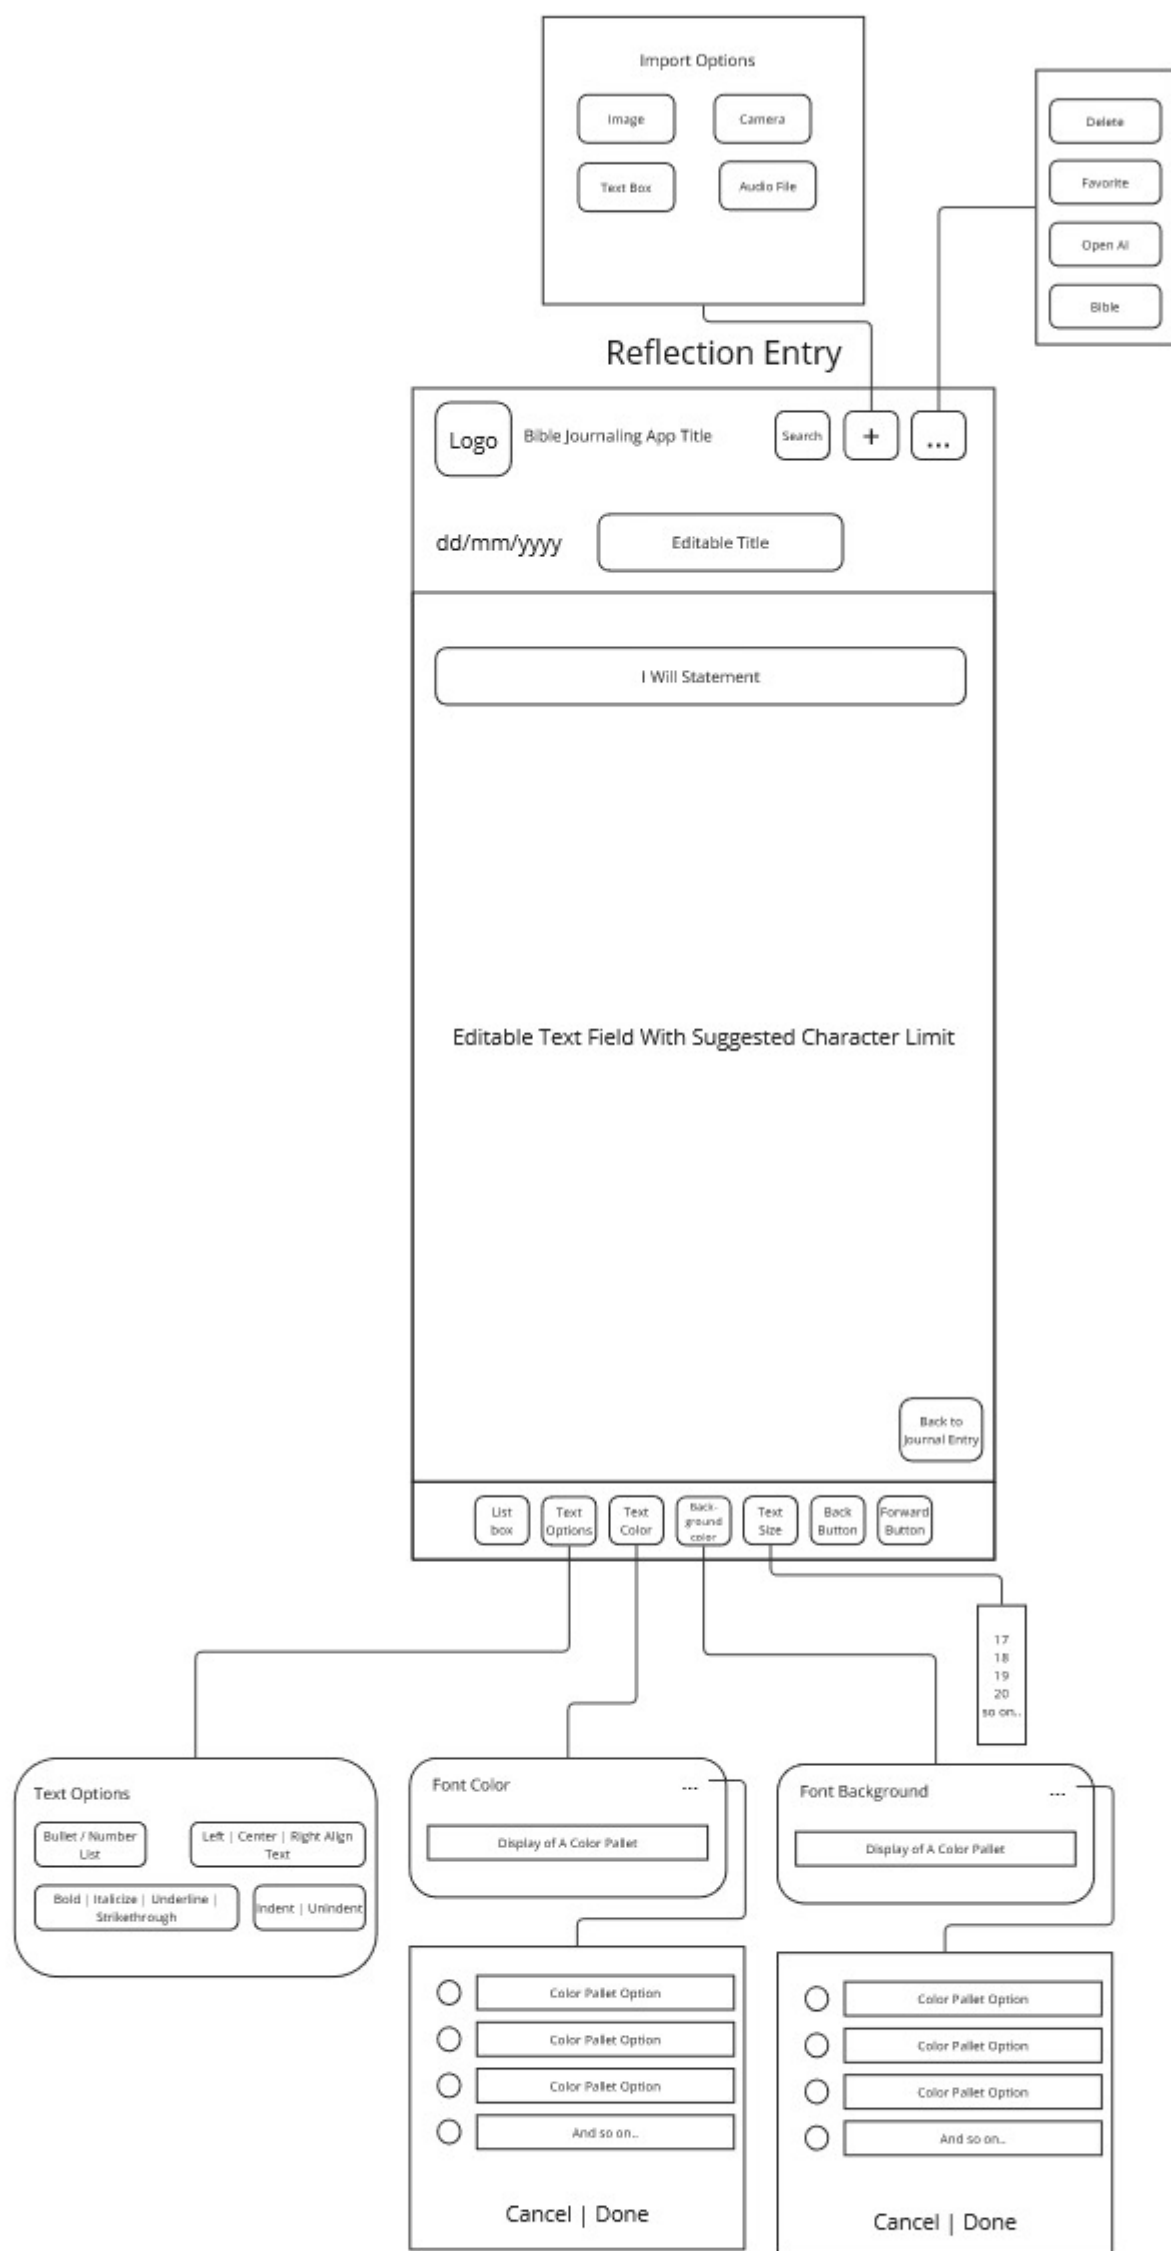 Import Options
Image
Camera
Text Box
Audio File
Delete
Favorite
Open AI
Bible
Reflection Entry
Logo
Bible Journaling App Title
Search
+
...
dd/mm/yyyy
Editable Title
I Will Statement
Editable Text Field With Suggested Character Limit
Back to
Journal Entry
List
box
Text
Options
Text
Color
Back-
ground
color
Text
Size
Back
Button
Forward
Button
17
18
19
20
so on..
Text Options
Bullet / Number
List
Left | Center | Right Align
Text
Bold | Italicize | Underline |
Strikethrough
Indent | Unindent
Font Color
...
Display of A Color Pallet
Font Background
...
Display of A Color Pallet
Color Pallet Option
Color Pallet Option
Color Pallet Option
And so on..
Cancel | Done
Color Pallet Option
Color Pallet Option
Color Pallet Option
And so on..
Cancel | Done